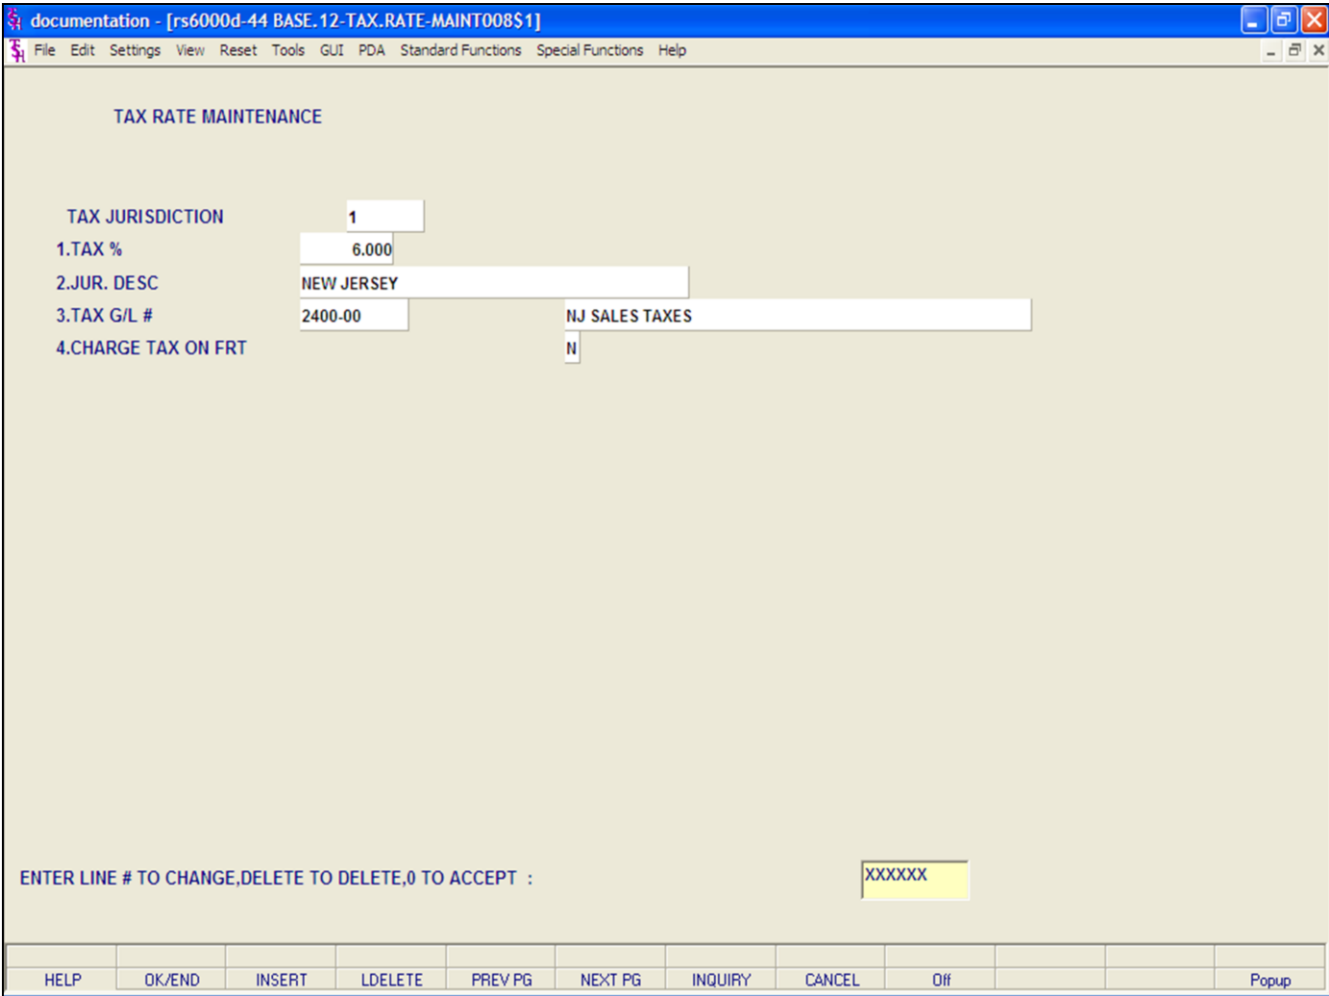 documentation - [rs6000d-44 BASE.12-TAX.RATE-MAINT008$1]
File Edit Settings View Reset Tools GUI PDA Standard Functions Special Functions Help
TAX RATE MAINTENANCE
TAX JURISDICTION 1
1.TAX % 6.000
2.JUR. DESC NEW JERSEY
3.TAX G/L # 2400-00 NJ SALES TAXES
4.CHARGE TAX ON FRT N
ENTER LINE # TO CHANGE,DELETE TO DELETE,0 TO ACCEPT : XXXXXX
HELP OK/END INSERT LDELETE PREV PG NEXT PG INQUIRY CANCEL Off Popup